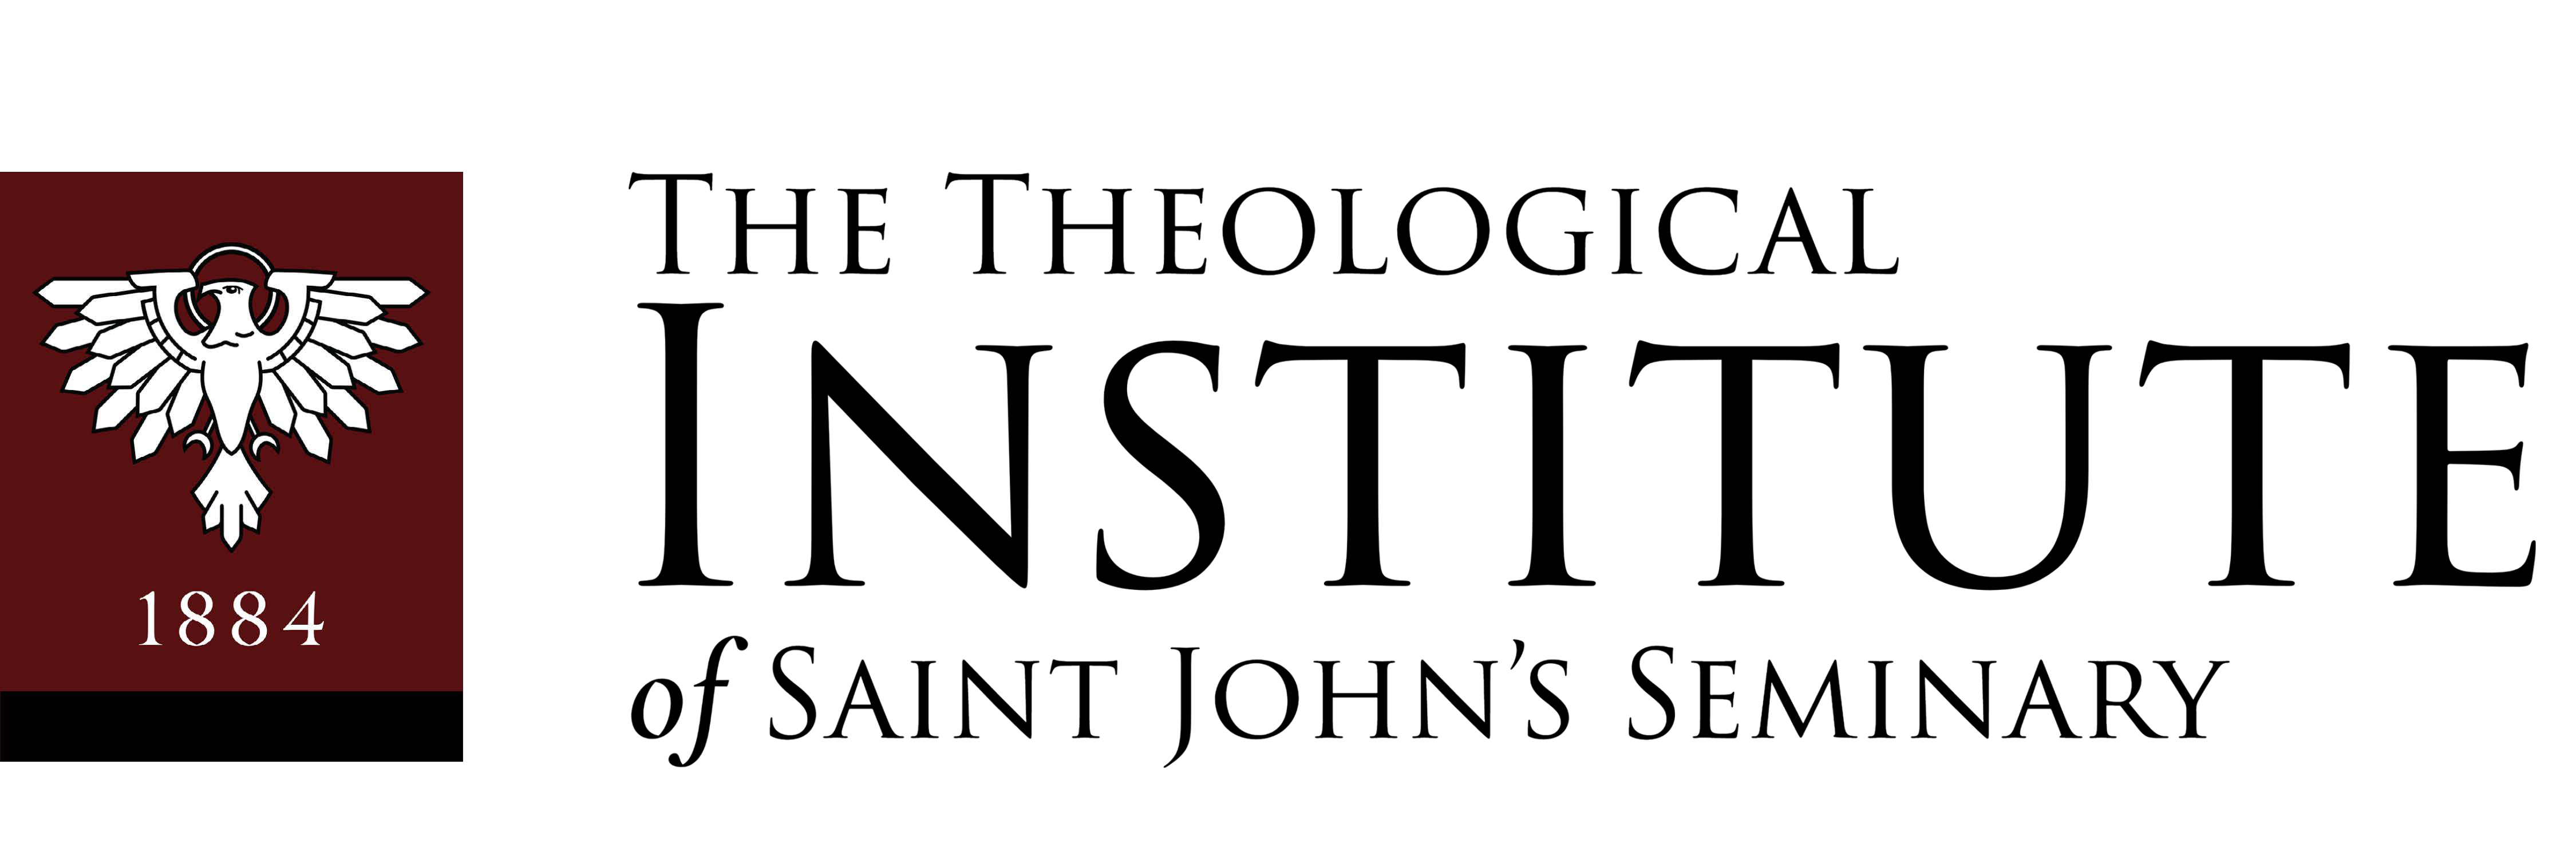 1884
THE THEOLOGICAL
INSTITUTE
of SAINT JOHN’S SEMINARY